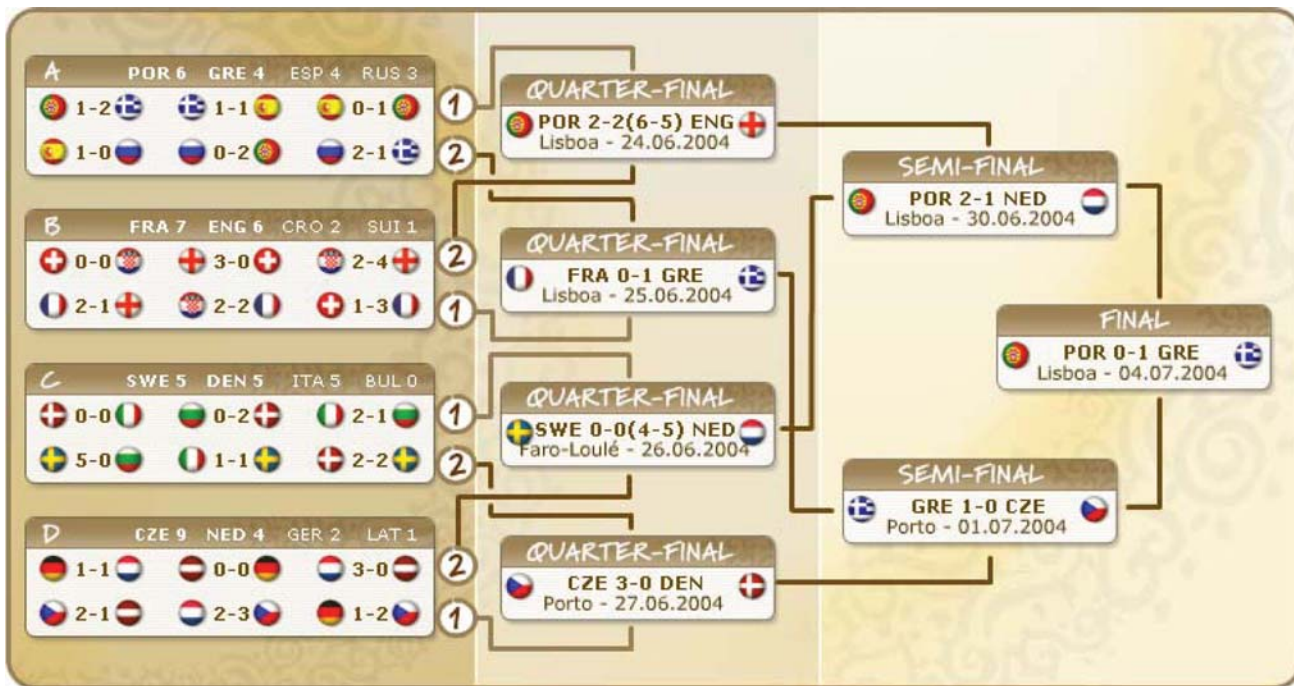 A POR 6 GRE 4 ESP 4 RUS 3
1-2 1-1 0-1
1-0 0-2 2-1
1
2
B FRA 7 ENG 6 CRO 2 SUI 1
0-0 3-0 2-4
2-1 2-2 1-3
2
1
C SWE 5 DEN 5 ITA 5 BUL 0
0-0 0-2 2-1
5-0 1-1 2-2
1
2
D CZE 9 NED 4 GER 2 LAT 1
1-1 0-0 3-0
2-1 2-3 1-2
2
1
QUARTER-FINAL
POR 2-2(6-5) ENG
Lisboa - 24.06.2004
QUARTER-FINAL
FRA 0-1 GRE
Lisboa - 25.06.2004
QUARTER-FINAL
SWE 0-0(4-5) NED
Faro-Loulé - 26.06.2004
QUARTER-FINAL
CZE 3-0 DEN
Porto - 27.06.2004
SEMI-FINAL
POR 2-1 NED
Lisboa - 30.06.2004
SEMI-FINAL
GRE 1-0 CZE
Porto - 01.07.2004
FINAL
POR 0-1 GRE
Lisboa - 04.07.2004